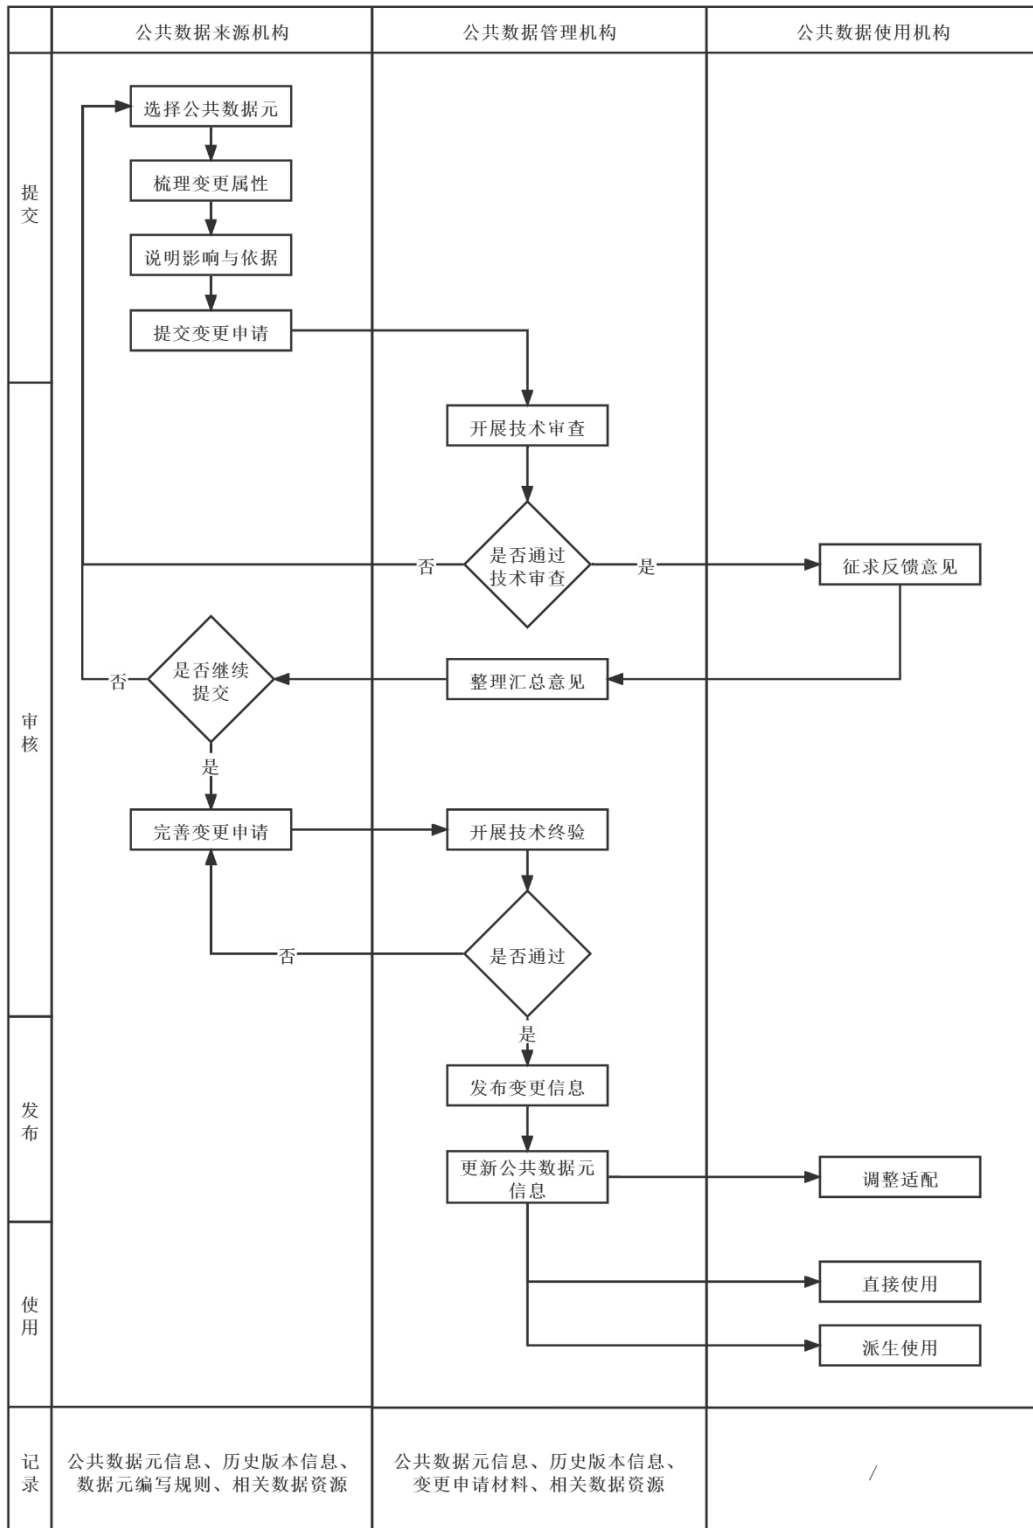 公共数据来源机构
公共数据管理机构
公共数据使用机构
提
交
选择公共数据元
梳理变更属性
说明影响与依据
提交变更申请
审
核
开展技术审查
是否通过
技术审查
否
是
征求反馈意见
是否继续
提交
否
整理汇总意见
是
完善变更申请
开展技术终验
是否通过
否
是
发
布
发布变更信息
更新公共数据元
信息
调整适配
使
用
直接使用
派生使用
记
录
公共数据元信息、历史版本信息、
数据元编写规则、相关数据资源
公共数据元信息、历史版本信息、
变更申请材料、相关数据资源
/